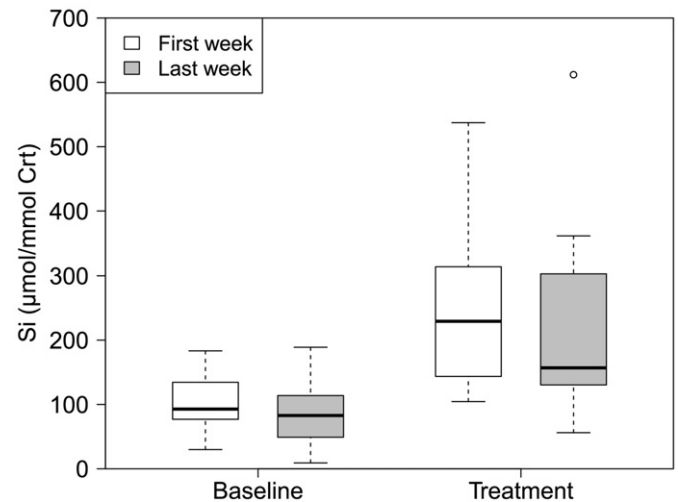 700
First week
Last week
600
500
400
300
200
100
0
Si (µmol/mmol Crt)
Baseline
Treatment